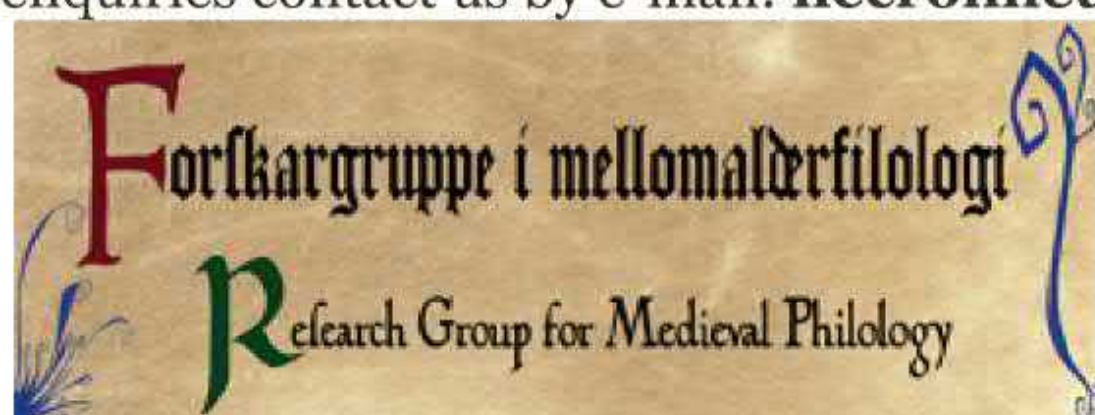 enquiries contact us by e-mail:
Forſkargruppe i mellomalderfilologi
Reſearch Group for Medieval Philology